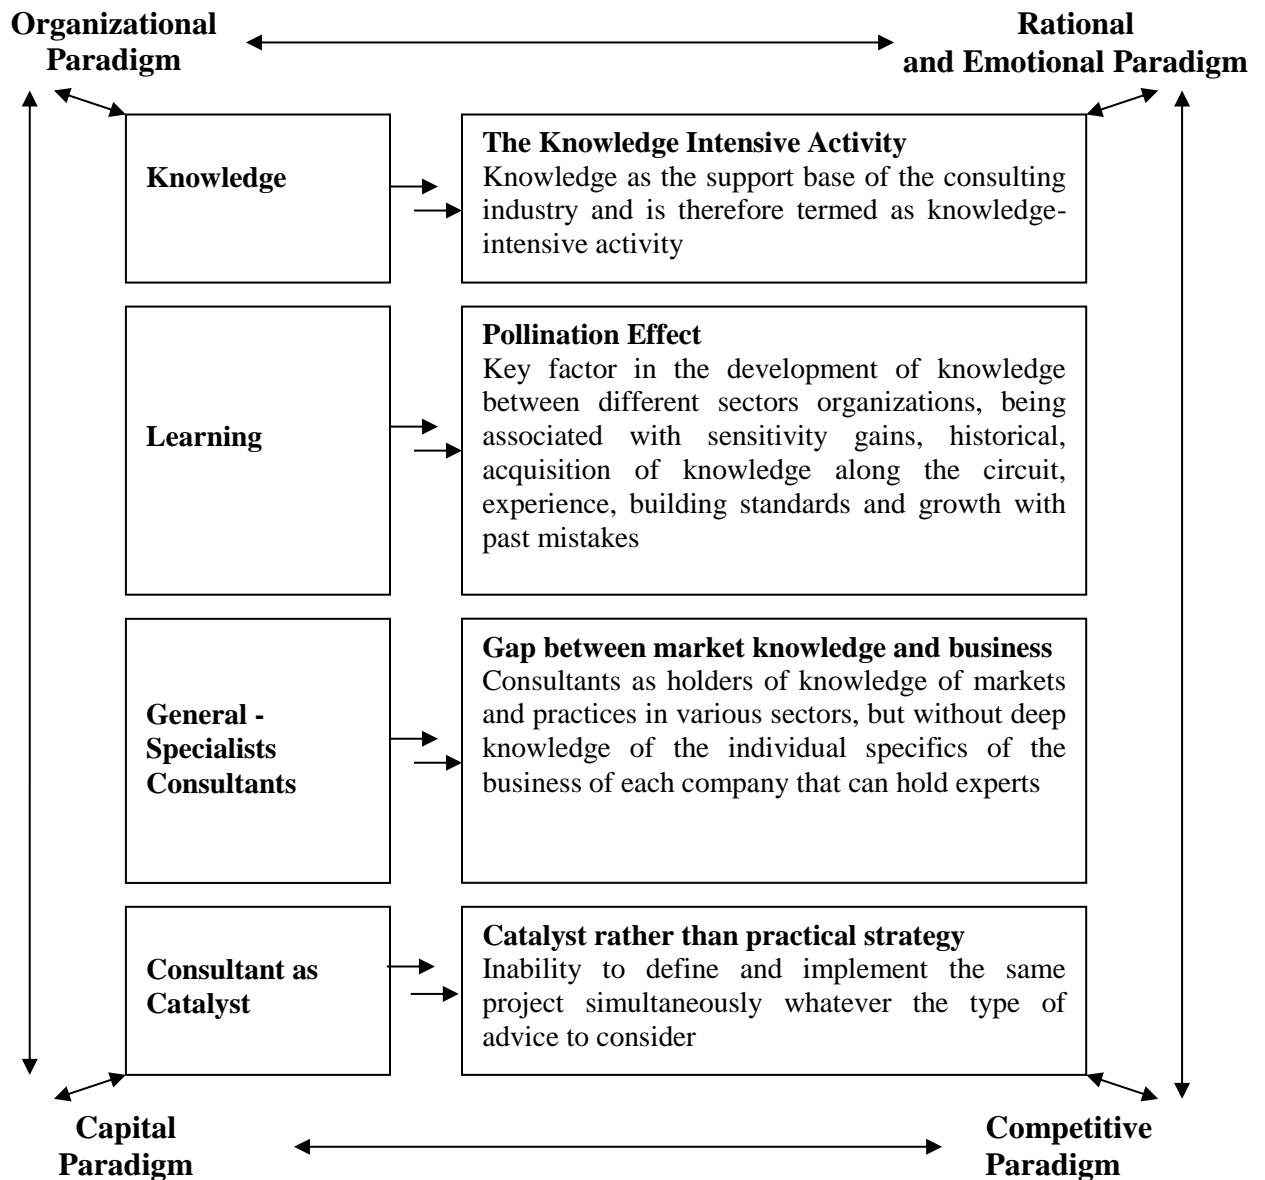 Organizational
Paradigm
Rational
and Emotional Paradigm
Knowledge
The Knowledge Intensive Activity
Knowledge as the support base of the consulting
industry and is therefore termed as knowledge-
intensive activity
Learning
Pollination Effect
Key factor in the development of knowledge
between different sectors organizations, being
associated with sensitivity gains, historical,
acquisition of knowledge along the circuit,
experience, building standards and growth with
past mistakes
General -
Specialists
Consultants
Gap between market knowledge and business
Consultants as holders of knowledge of markets
and practices in various sectors, but without deep
knowledge of the individual specifics of the
business of each company that can hold experts
Consultant as
Catalyst
Catalyst rather than practical strategy
Inability to define and implement the same
project simultaneously whatever the type of
advice to consider
Capital
Paradigm
Competitive
Paradigm